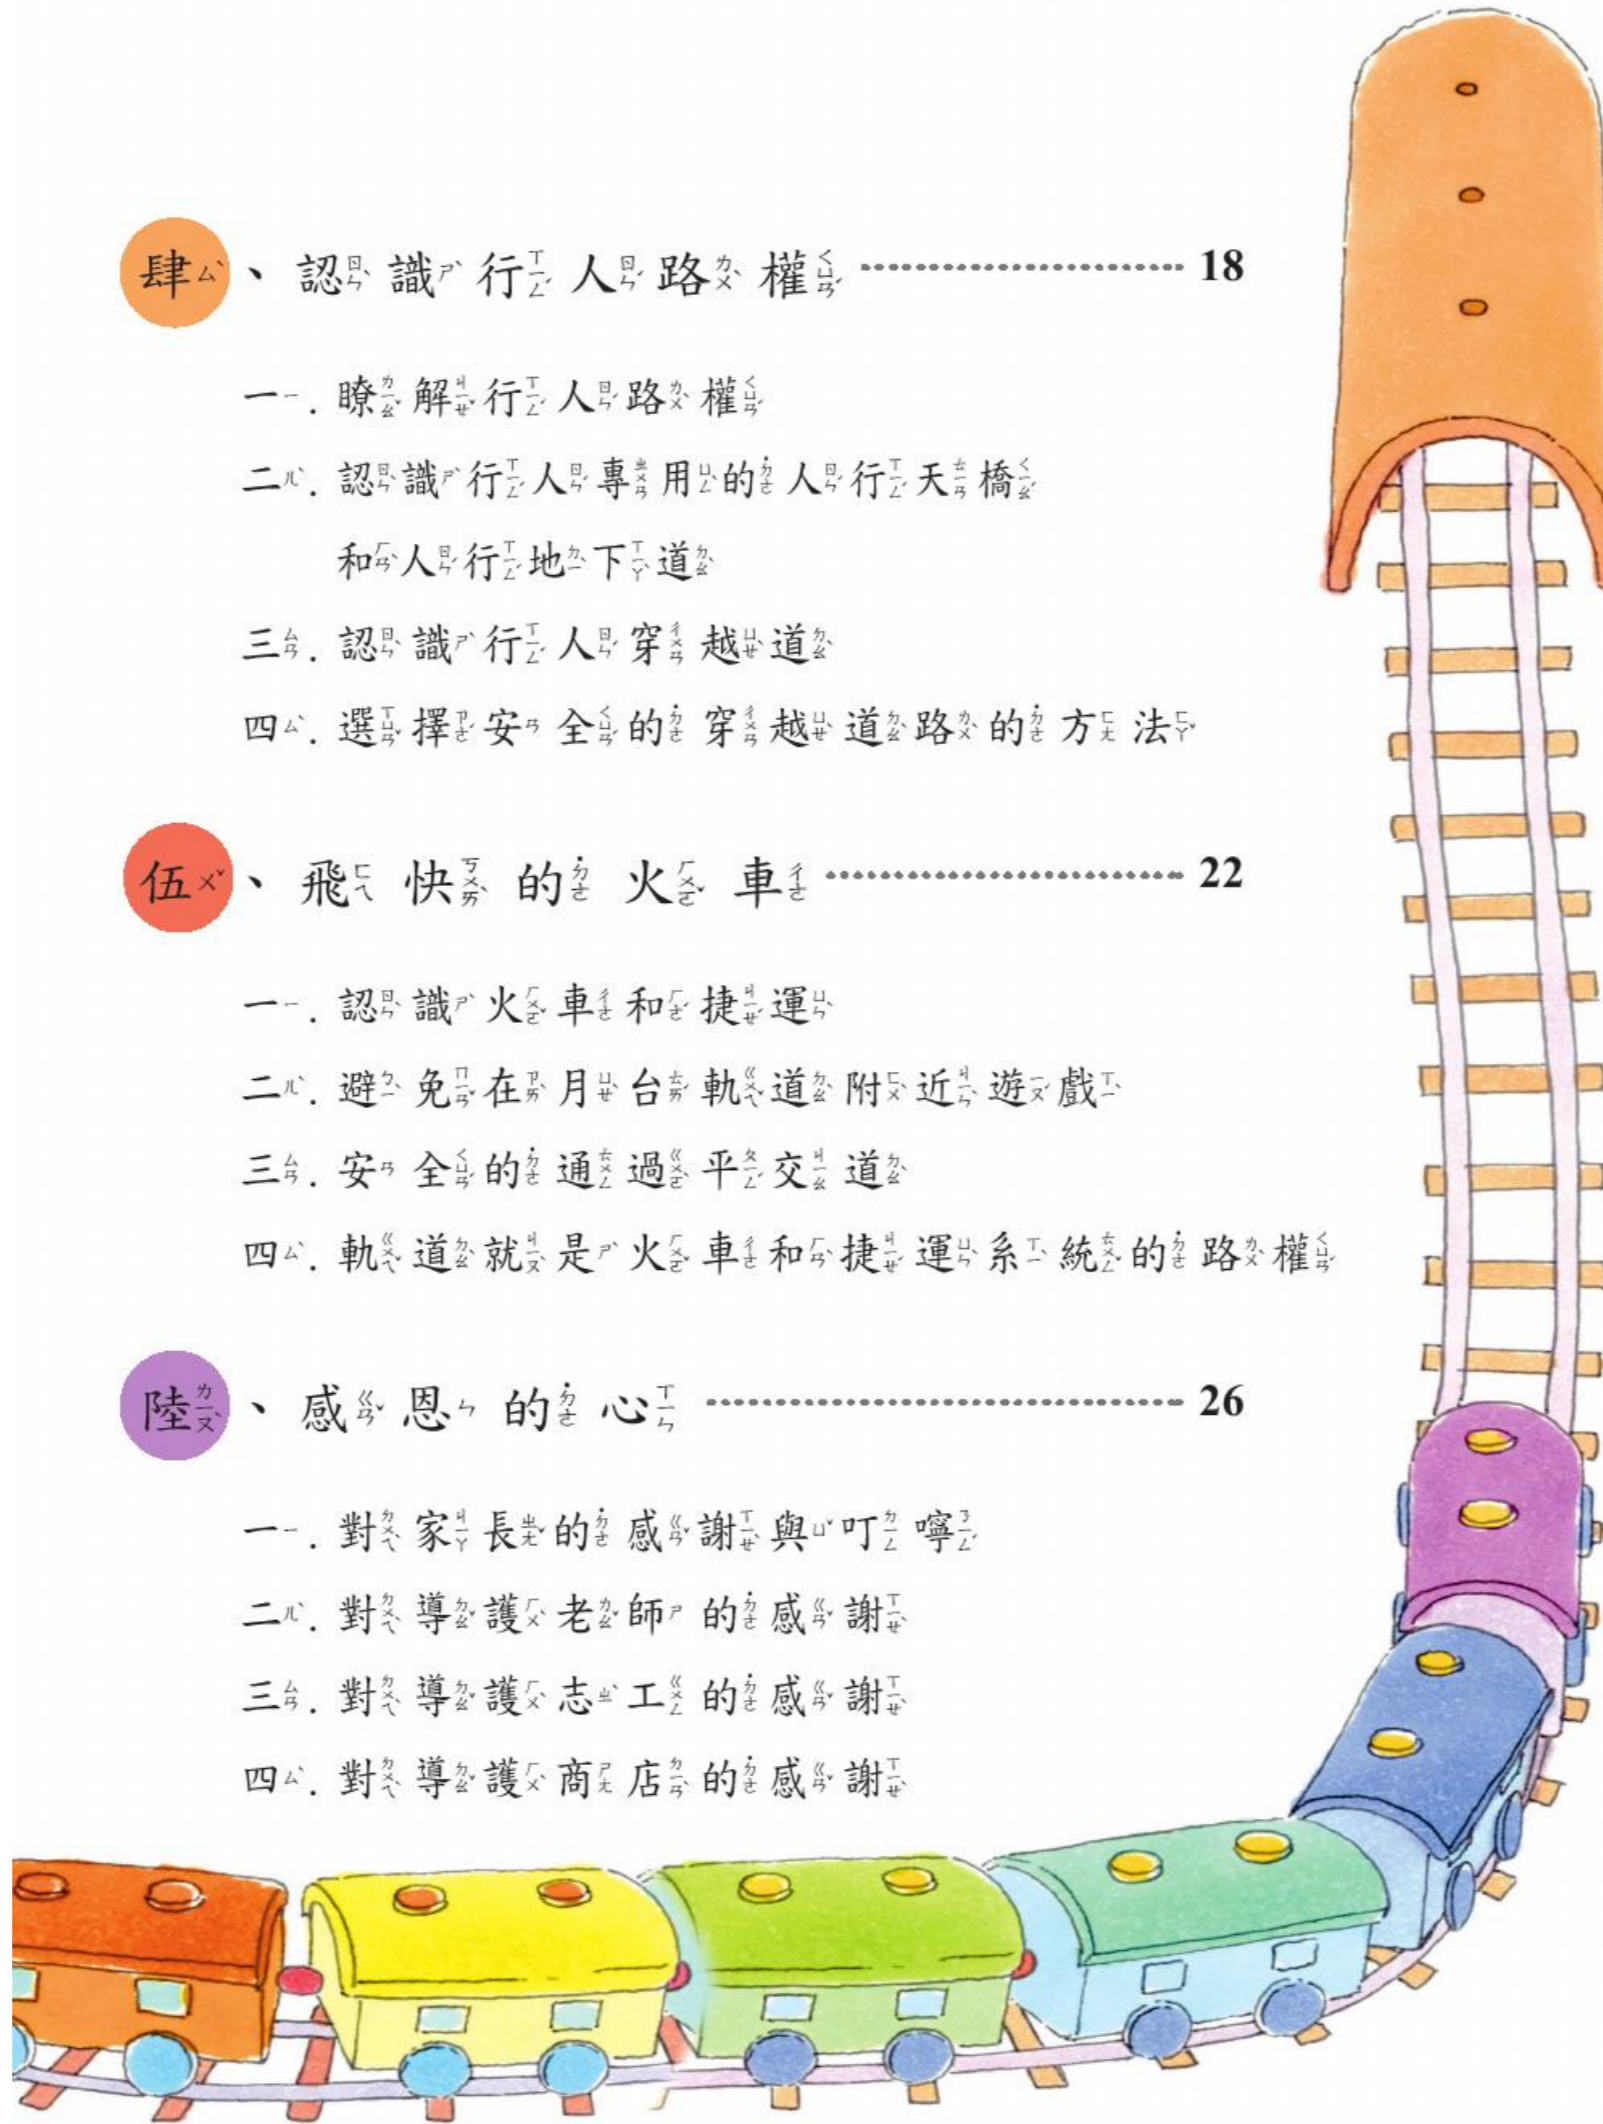 肆、認識行人路權 18
一.瞭解行人路權
二.認識行人專用的人行天橋
和人行地下道
三.認識行人穿越道
四.選擇安全的穿越道路的方法
伍、飛快的火車 22
一.認識火車和捷運
二.避免在月台軌道附近遊戲
三.安全的通過平交道
四.軌道就是火車和捷運系統的路權
陸、感恩的心 26
一.對家長的感謝與叮嚀
二.對導護老師的感謝
三.對導護志工的感謝
四.對導護商店的感謝